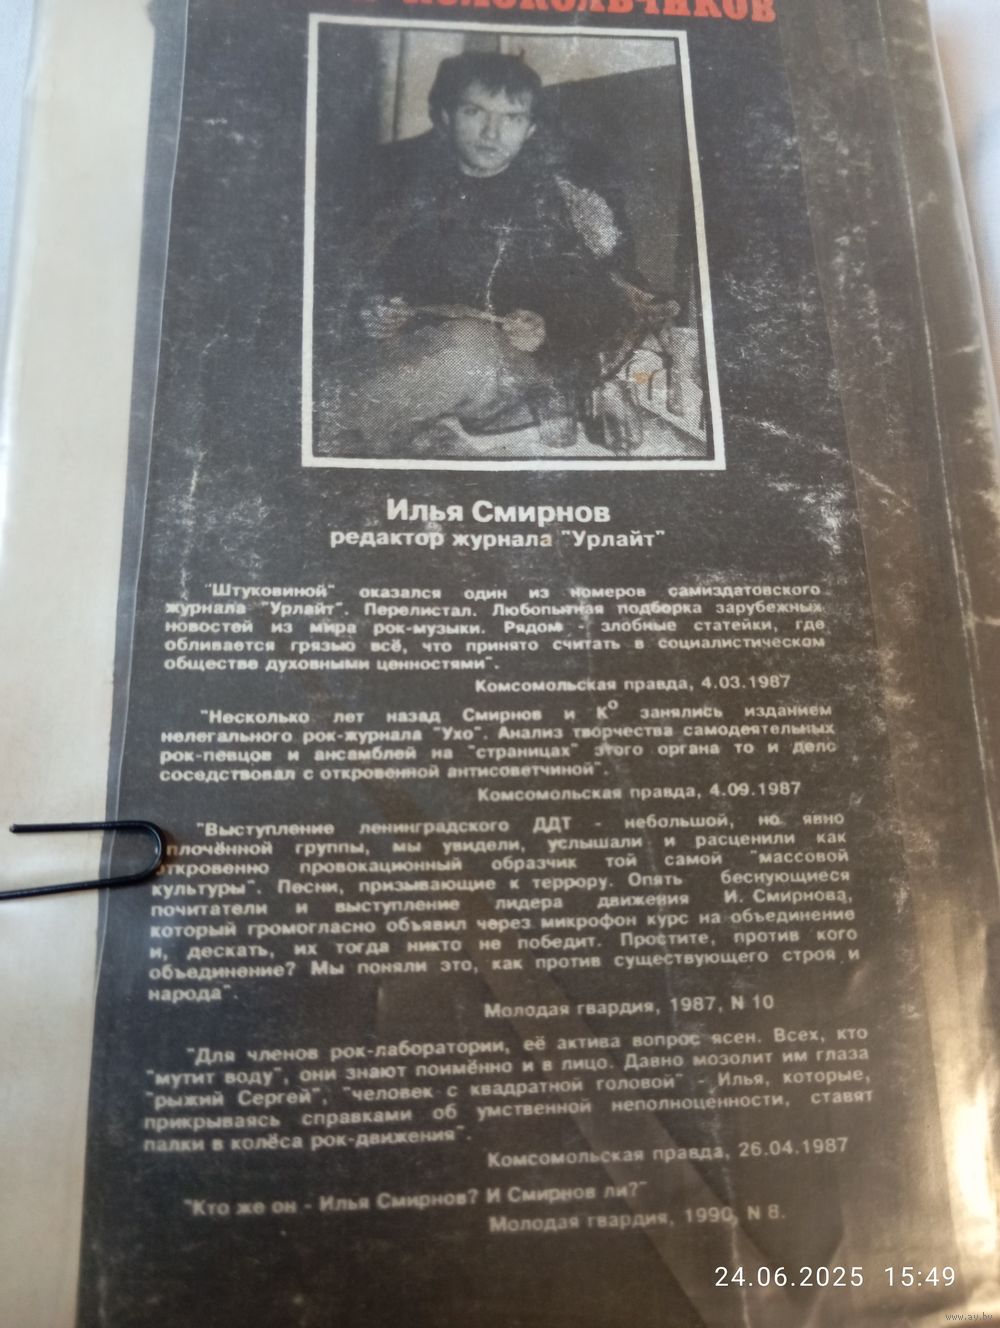 КОЛОКОЛЬЧИКОВ
Илья Смирнов
редактор журнала "Урлайт"
"Штуковиной" оказался один из номеров самиздатовского
журнала "Урлайт". Перелистал. Любопытная подборка зарубежных
новостей из мира рок-музыки. Рядом - злобные статейки, где
обливается грязью всё, что принято считать в социалистическом
обществе духовными ценностями".
Комсомольская правда, 4.03.1987
"Несколько лет назад Смирнов и Кº занялись изданием
нелегального рок-журнала "Ухо". Анализ творчества самодеятельных
рок-певцов и ансамблей на "страницах" этого органа то и дело
соседствовал с откровенной антисоветчиной".
Комсомольская правда, 4.09.1987
"Выступление ленинградского ДДТ - небольшой, но явно
сплочённой группы, мы увидели, услышали и расценили как
откровенно провокационный образчик той самой "массовой
культуры". Песни, призывающие к террору. Опять беснующиеся
почитатели и выступление лидера движения И. Смирнова,
который громогласно объявил через микрофон курс на объединение
и, дескать, их тогда никто не победит. Простите, против кого
объединение? Мы поняли это, как против существующего строя и
народа".
Молодая гвардия, 1987, N 10
"Для членов рок-лаборатории, её актива вопрос ясен. Всех, кто
"мутит воду", они знают поимённо и в лицо. Давно мозолит им глаза
"рыжий Сергей", "человек с квадратной головой" - Илья, которые,
прикрываясь справками об умственной неполноценности, ставят
палки в колёса рок-движения".
Комсомольская правда, 26.04.1987
"Кто же он - Илья Смирнов? И Смирнов ли?"
Молодая гвардия, 1990, N 8.
24.06.2025 15:49
www.ay.by